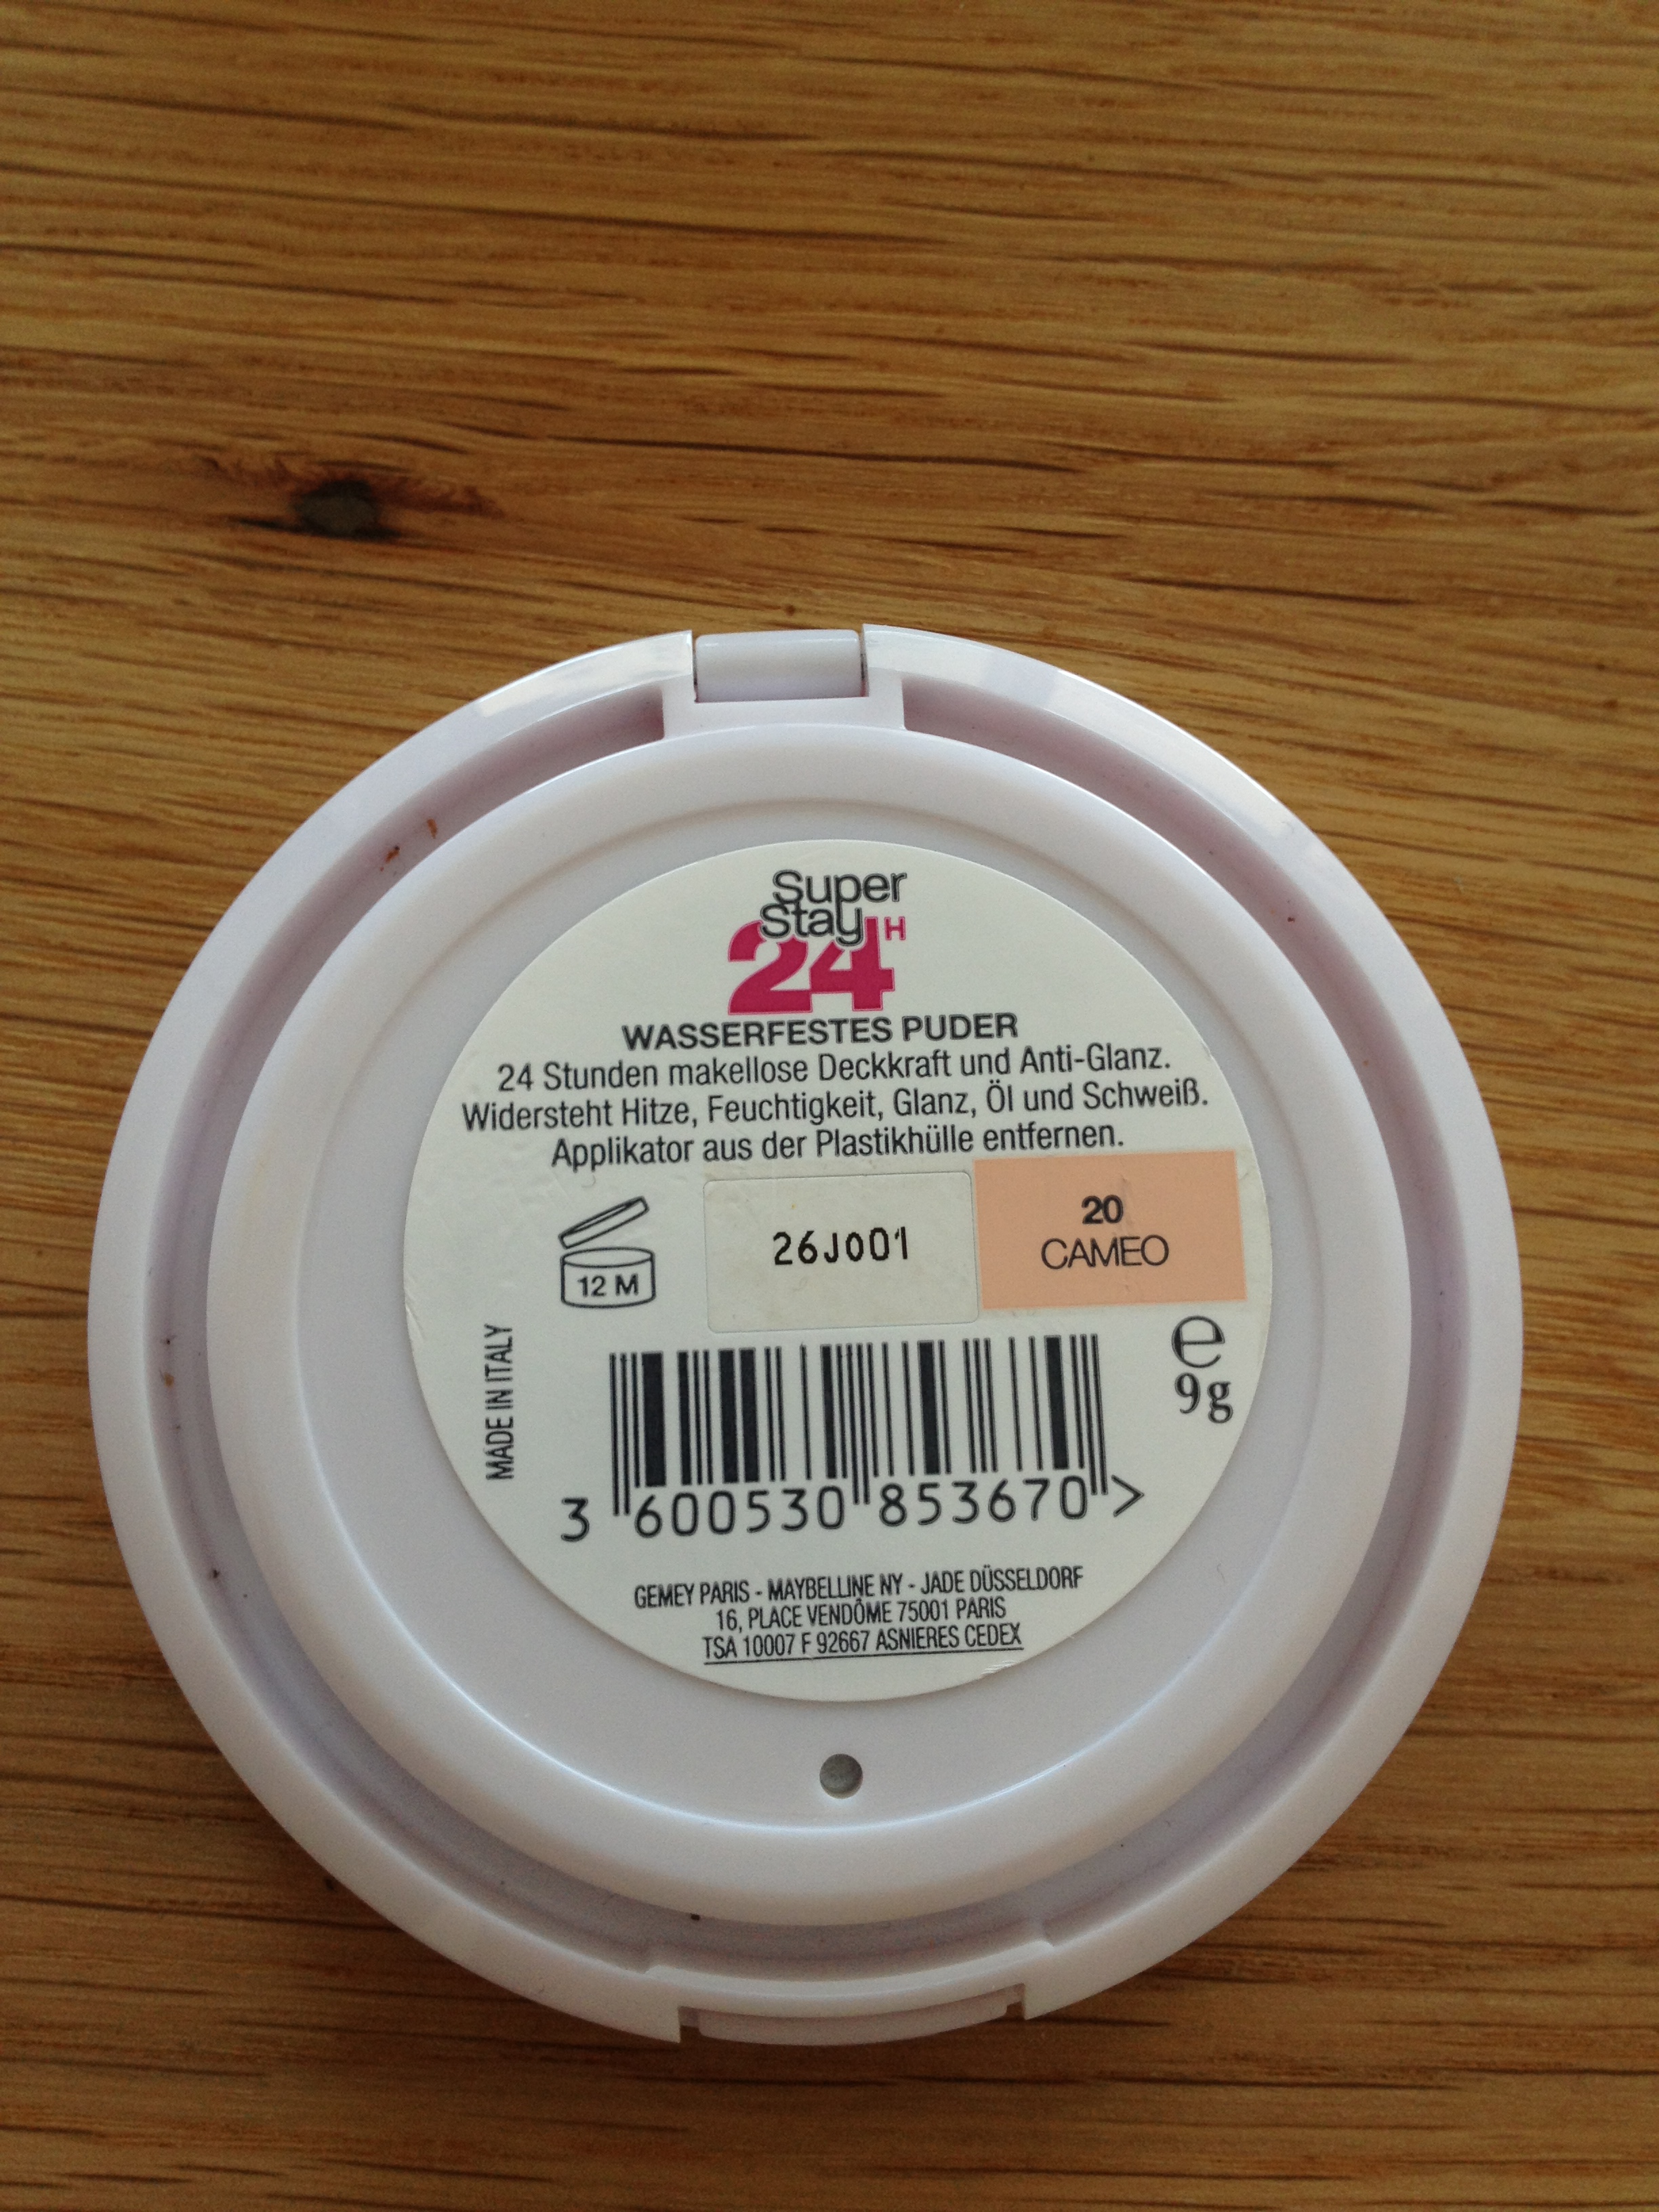 Super
Stay
24H
WASSERFESTES PUDER
24 Stunden makellose Deckkraft und Anti-Glanz.
Widersteht Hitze, Feuchtigkeit, Glanz, Öl und Schweiß.
Applikator aus der Plastikhülle entfernen.
12 M
26J001
20
CAMEO
MADE IN ITALY
e
9g
3 600530 853670 >
GEMEY PARIS - MAYBELLINE NY - JADE DÜSSELDORF
16, PLACE VENDÔME 75001 PARIS
TSA 10007 F 92667 ASNIERES CEDEX